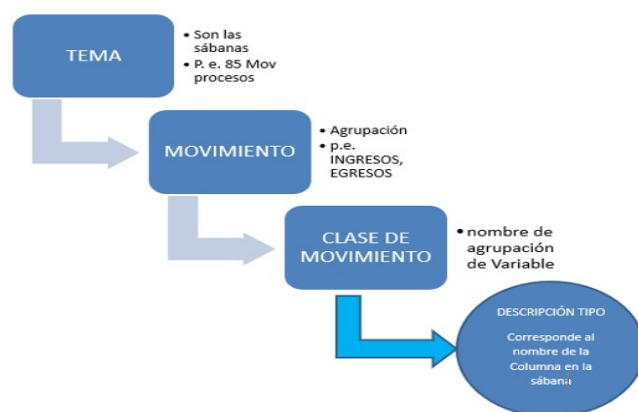 TEMA
• Son las
sábanas
• P. e. 85 Mov
procesos
MOVIMIENTO
• Agrupación
• p.e.
INGRESOS,
EGRESOS
CLASE DE
MOVIMIENTO
• nombre de
agrupación
de Variable
DESCRIPCIÓN TIPO
Corresponde al
nombre de la
Columna en la
sábana